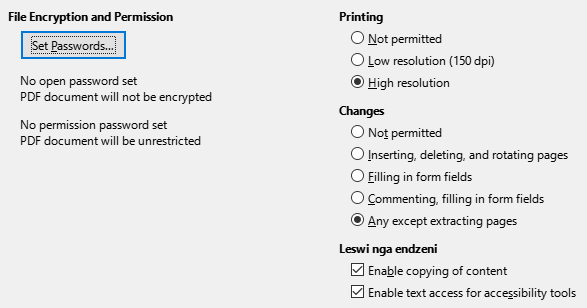 File Encryption and Permission
Set Passwords...
No open password set
PDF document will not be encrypted
No permission password set
PDF document will be unrestricted
Printing
Not permitted
Low resolution (150 dpi)
High resolution
Changes
Not permitted
Inserting, deleting, and rotating pages
Filling in form fields
Commenting, filling in form fields
Any except extracting pages
Leswi nga endzeni
Enable copying of content
Enable text access for accessibility tools